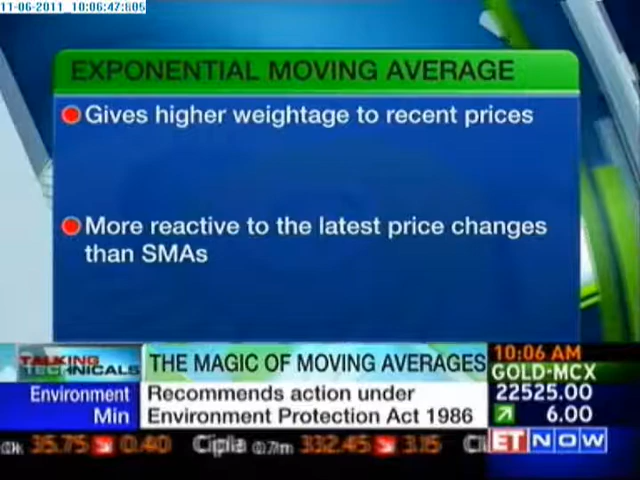 11-06-2011_10:06:47:606
EXPONENTIAL MOVING AVERAGE
Gives higher weightage to recent prices
More reactive to the latest price changes
than SMAs
TALKING
TECHNICALS
THE MAGIC OF MOVING AVERAGES
10:06 AM
GOLD-MCX
22525.00
6.00
Environment
Min
Recommends action under
Environment Protection Act 1986
35.75 0.40 Cipla 332.45 3.15
ET NOW